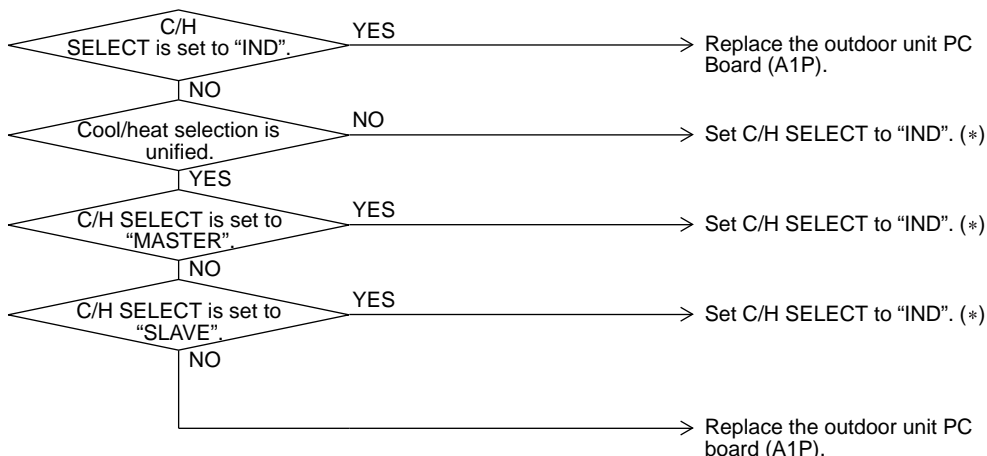 C/H
SELECT is set to “IND”.
YES
Replace the outdoor unit PC
Board (A1P).
NO
Cool/heat selection is
unified.
NO
Set C/H SELECT to “IND”. (∗)
YES
C/H SELECT is set to
“MASTER”.
YES
Set C/H SELECT to “IND”. (∗)
NO
C/H SELECT is set to
“SLAVE”.
YES
Set C/H SELECT to “IND”. (∗)
NO
Replace the outdoor unit PC
board (A1P).